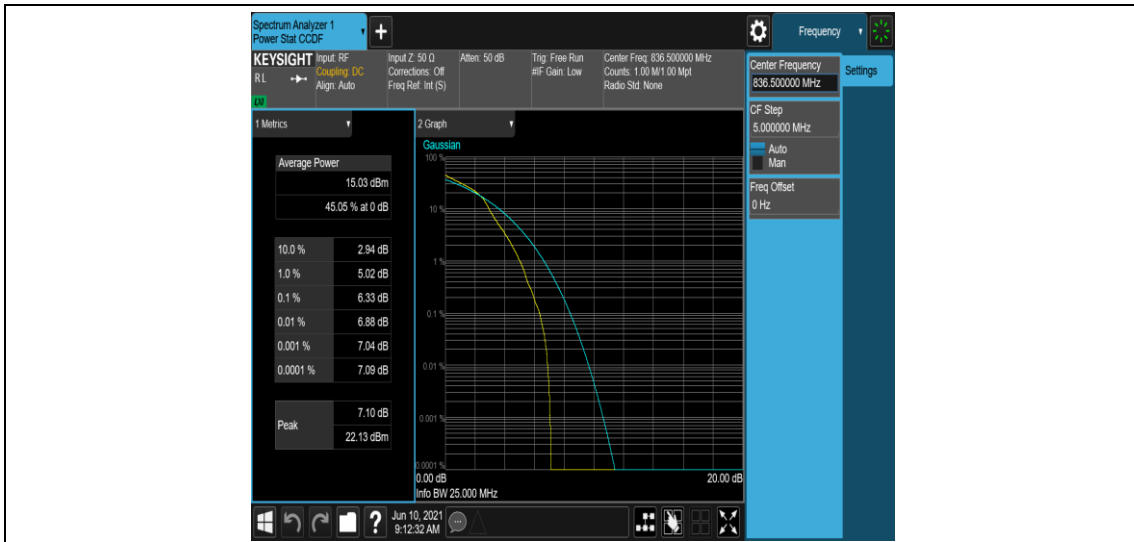 Spectrum Analyzer 1
Power Stat CCDF
Frequency
KEYSIGHT
RL
LXI
Input: RF
Coupling: DC
Align: Auto
Input Z: 50 Ω
Corrections: Off
Freq Ref: Int (S)
Atten: 50 dB
Trig: Free Run
#IF Gain: Low
Center Freq: 836.500000 MHz
Counts: 1.00 M/1.00 Mpt
Radio Std: None
Center Frequency
836.500000 MHz
Settings
CF Step
5.000000 MHz
Auto
Man
Freq Offset
0 Hz
1 Metrics
Average Power
15.03 dBm
45.05 % at 0 dB
10.0 % 2.94 dB
1.0 % 5.02 dB
0.1 % 6.33 dB
0.01 % 6.88 dB
0.001 % 7.04 dB
0.0001 % 7.09 dB
Peak
7.10 dB
22.13 dBm
2 Graph
Gaussian
100 %
10 %
1 %
0.1 %
0.01 %
0.001 %
0.0001 %
0.00 dB 20.00 dB
Info BW 25.000 MHz
?
Jun 10, 2021
9:12:32 AM